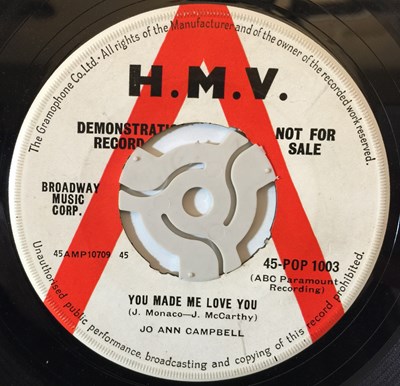 The Gramophone Co. Ltd. - All rights of the Manufacturer and of the owner of the recorded work reserved.
H.M.V.
DEMONSTRATI
RECORD
NOT FOR
SALE
BROADWAY
MUSIC
CORP.
45AMP10709 45
45-POP 1003
(ABC Paramount
Recording)
YOU MADE ME LOVE YOU
(J. Monaco—J. McCarthy)
JO ANN CAMPBELL
Unauthorised public performance, broadcasting and copying of this record prohibited.